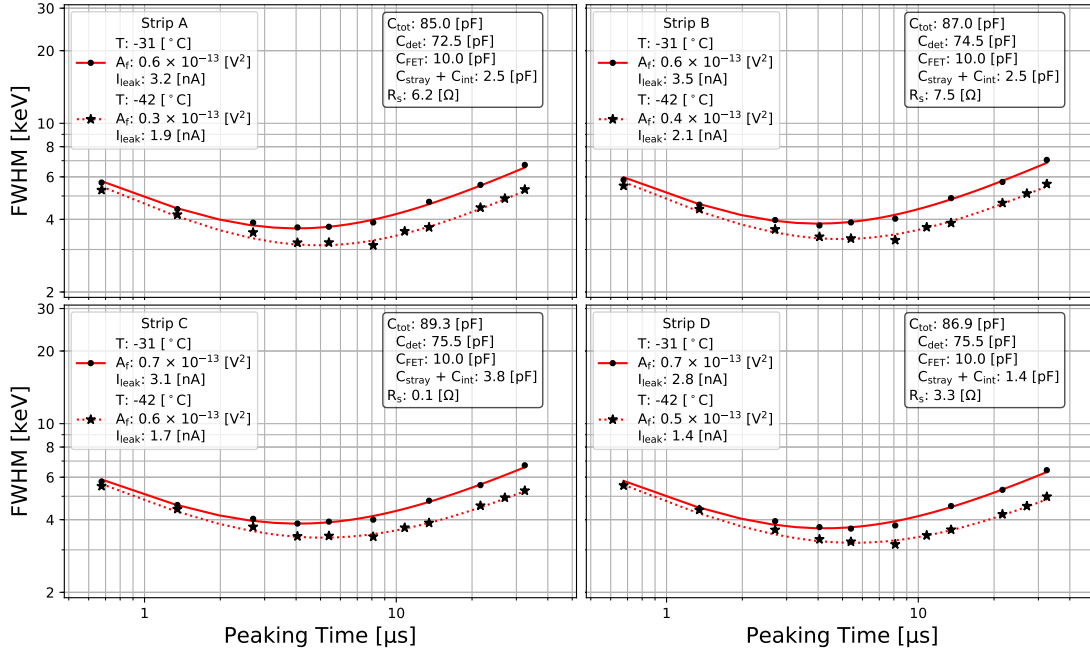 Strip A
T: -31 [°C]
A_f: 0.6 × 10⁻¹³ [V²]
I_leak: 3.2 [nA]
T: -42 [°C]
A_f: 0.3 × 10⁻¹³ [V²]
I_leak: 1.9 [nA]
C_tot: 85.0 [pF]
C_det: 72.5 [pF]
C_FET: 10.0 [pF]
C_stray + C_int: 2.5 [pF]
R_s: 6.2 [Ω]
30
20
10
8
6
4
2
FWHM [keV]
Strip B
T: -31 [°C]
A_f: 0.6 × 10⁻¹³ [V²]
I_leak: 3.5 [nA]
T: -42 [°C]
A_f: 0.4 × 10⁻¹³ [V²]
I_leak: 2.1 [nA]
C_tot: 87.0 [pF]
C_det: 74.5 [pF]
C_FET: 10.0 [pF]
C_stray + C_int: 2.5 [pF]
R_s: 7.5 [Ω]
Strip C
T: -31 [°C]
A_f: 0.7 × 10⁻¹³ [V²]
I_leak: 3.1 [nA]
T: -42 [°C]
A_f: 0.6 × 10⁻¹³ [V²]
I_leak: 1.7 [nA]
C_tot: 89.3 [pF]
C_det: 75.5 [pF]
C_FET: 10.0 [pF]
C_stray + C_int: 3.8 [pF]
R_s: 0.1 [Ω]
30
20
10
8
6
4
2
FWHM [keV]
1
10
Peaking Time [μs]
Strip D
T: -31 [°C]
A_f: 0.7 × 10⁻¹³ [V²]
I_leak: 2.8 [nA]
T: -42 [°C]
A_f: 0.5 × 10⁻¹³ [V²]
I_leak: 1.4 [nA]
C_tot: 86.9 [pF]
C_det: 75.5 [pF]
C_FET: 10.0 [pF]
C_stray + C_int: 1.4 [pF]
R_s: 3.3 [Ω]
1
10
Peaking Time [μs]